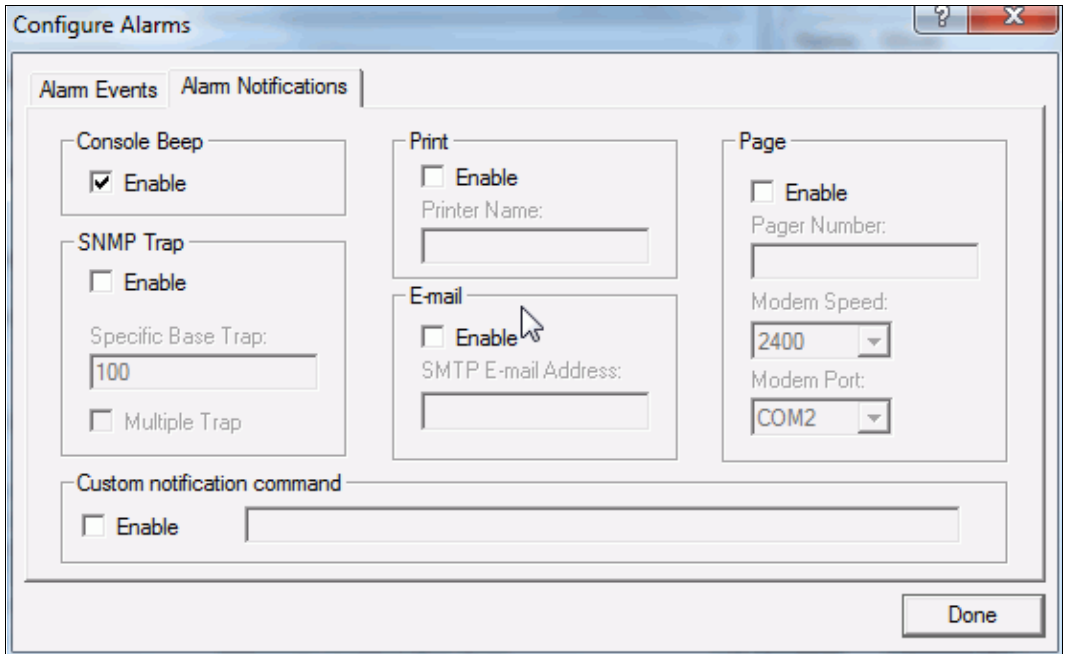 Configure Alarms
?
X
Alarm Events
Alarm Notifications
Console Beep
Enable
SNMP Trap
Enable
Specific Base Trap:
100
Multiple Trap
Print
Enable
Printer Name:
E-mail
Enable
SMTP E-mail Address:
Page
Enable
Pager Number:
Modem Speed:
2400
Modem Port:
COM2
Custom notification command
Enable
Done